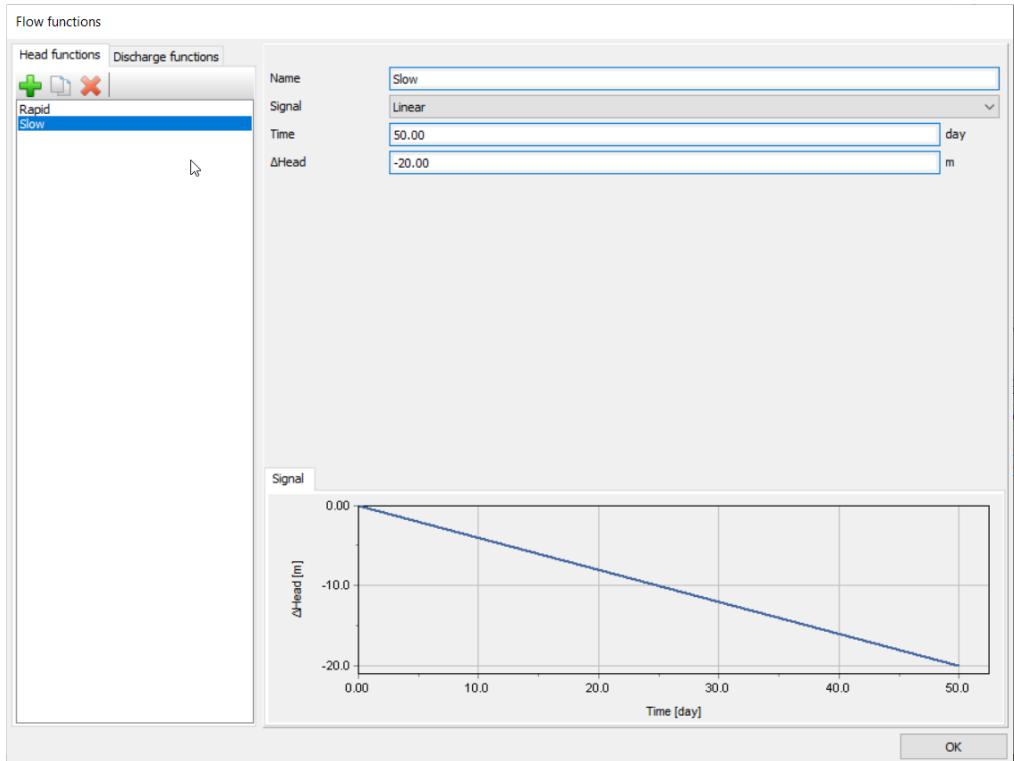 Flow functions
Head functions Discharge functions
Rapid
Slow
Name Slow
Signal Linear
Time 50.00 day
ΔHead -20.00 m
Signal
0.00
-10.0
-20.0
ΔHead [m]
0.00 10.0 20.0 30.0 40.0 50.0
Time [day]
OK